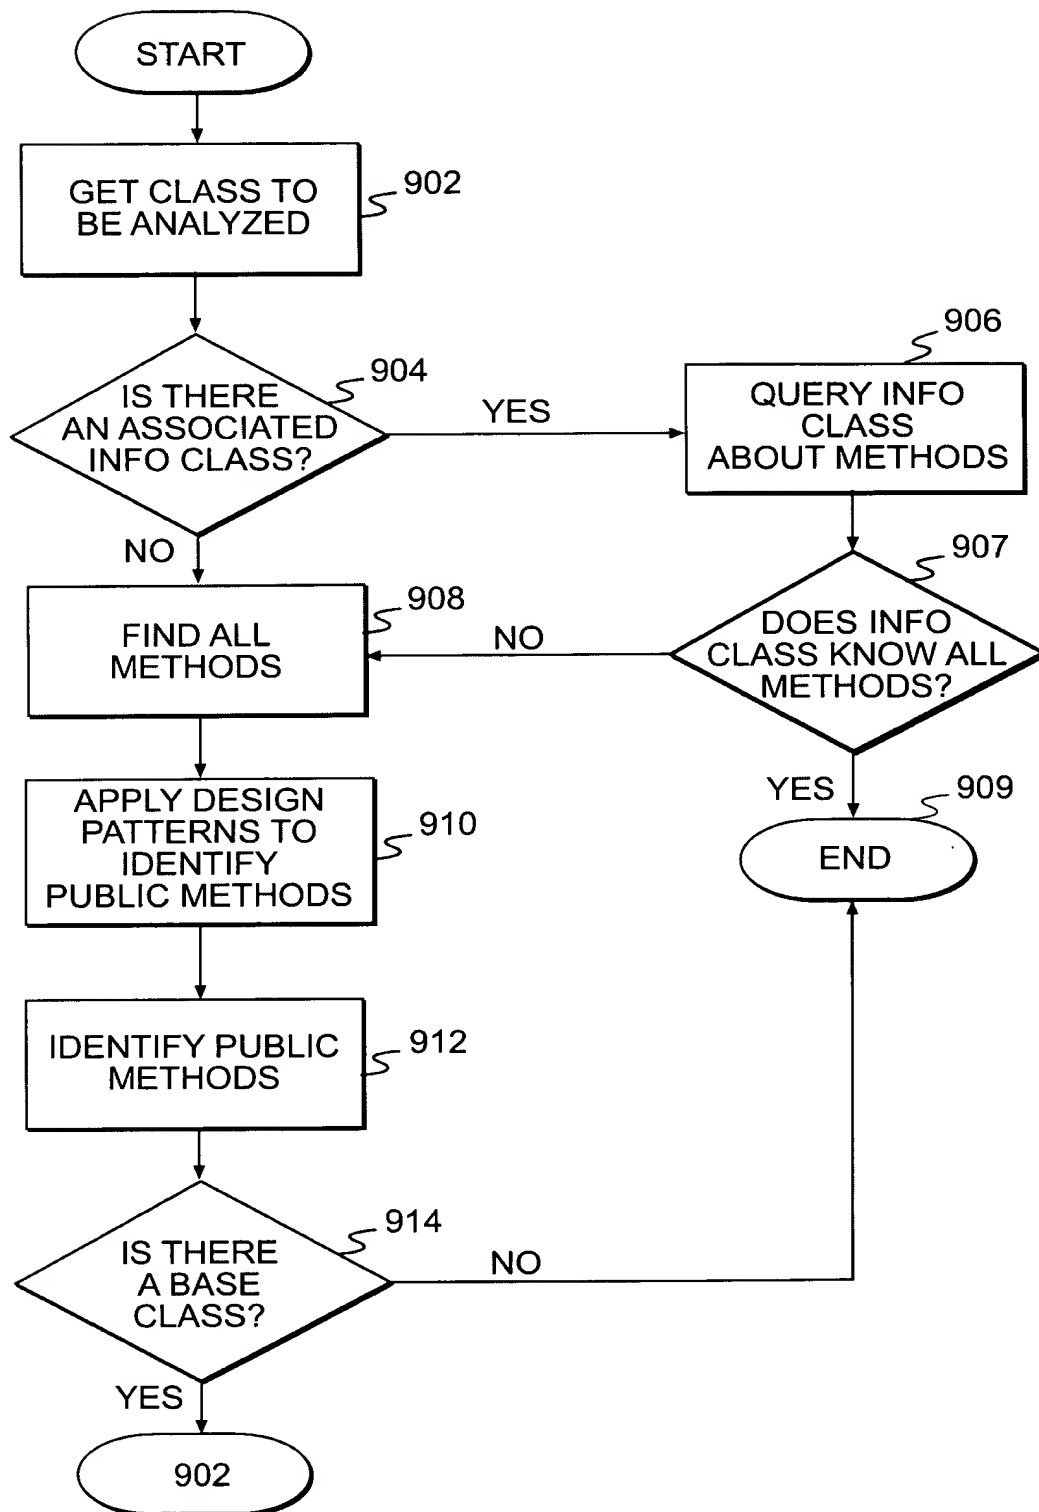 START
GET CLASS TO
BE ANALYZED
902
IS THERE
AN ASSOCIATED
INFO CLASS?
904
YES
906
QUERY INFO
CLASS
ABOUT METHODS
NO
907
DOES INFO
CLASS KNOW ALL
METHODS?
NO
908
FIND ALL
METHODS
YES
909
END
APPLY DESIGN
PATTERNS TO
IDENTIFY
PUBLIC METHODS
910
IDENTIFY PUBLIC
METHODS
912
IS THERE
A BASE
CLASS?
914
NO
YES
902